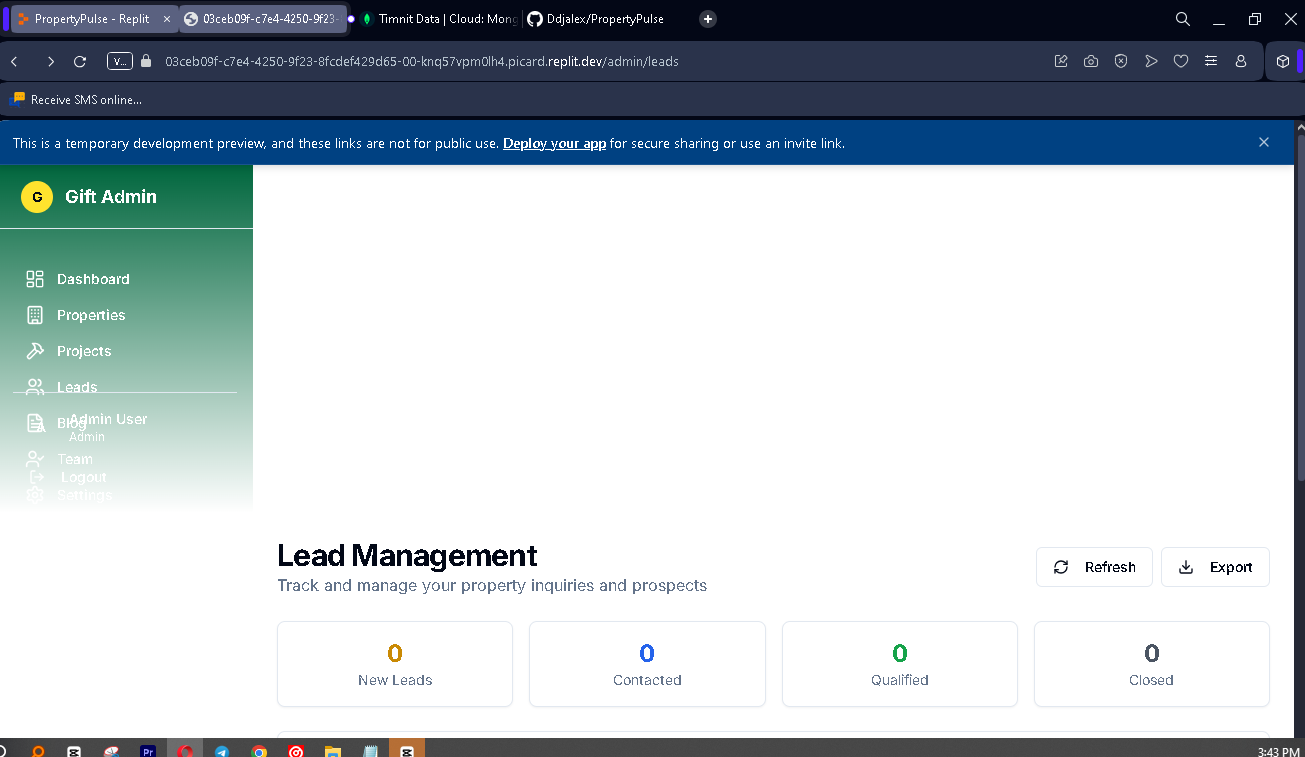 PropertyPulse - Replit
03ceb09f-c7e4-4250-9f23-
Timnit Data | Cloud: Mong
Ddjalex/PropertyPulse
V...
03ceb09f-c7e4-4250-9f23-8fcdef429d65-00-knq57vpm0lh4.picard.replit.dev/admin/leads
Receive SMS online...
This is a temporary development preview, and these links are not for public use. Deploy your app for secure sharing or use an invite link.
G
Gift Admin
Dashboard
Properties
Projects
Leads
Blog
Admin User
A
Admin
Team
Logout
Settings
Lead Management
Track and manage your property inquiries and prospects
Refresh
Export
0
New Leads
0
Contacted
0
Qualified
0
Closed
Pr
3:43 PM